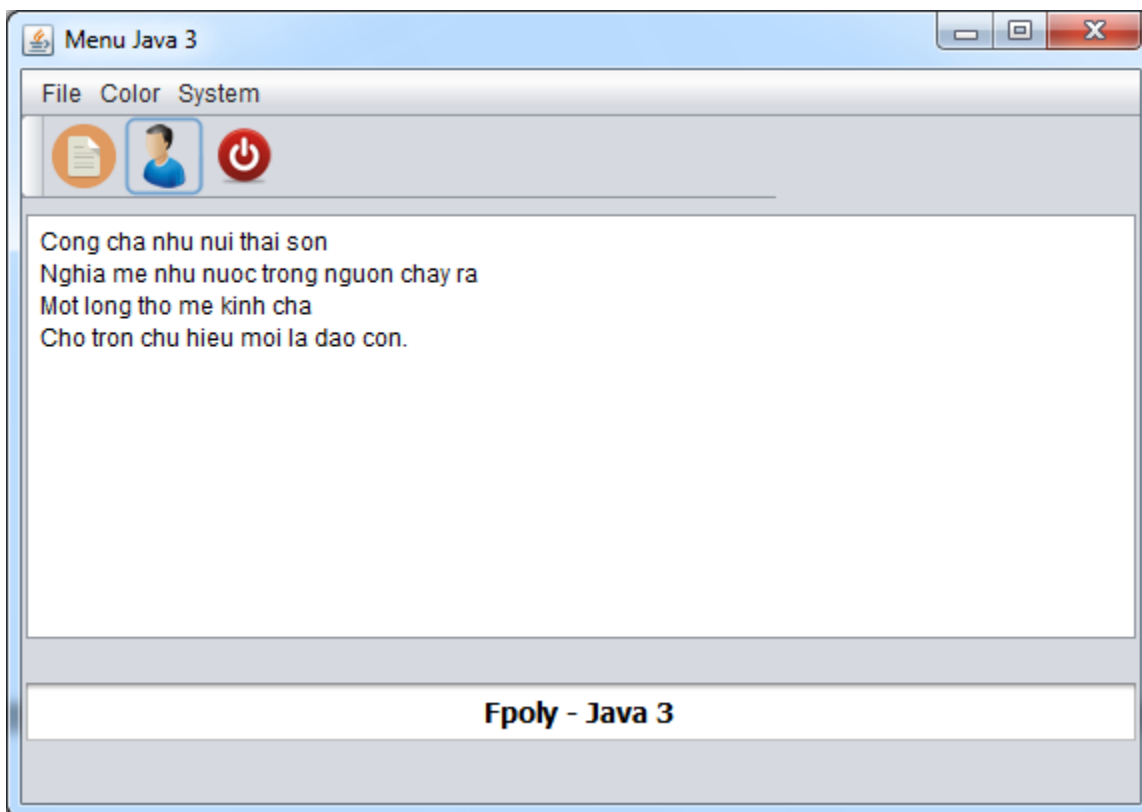 Menu Java 3
File Color System
Cong cha nhu nui thai son
Nghia me nhu nuoc trong nguon chay ra
Mot long tho me kinh cha
Cho tron chu hieu moi la dao con.
Fpoly - Java 3